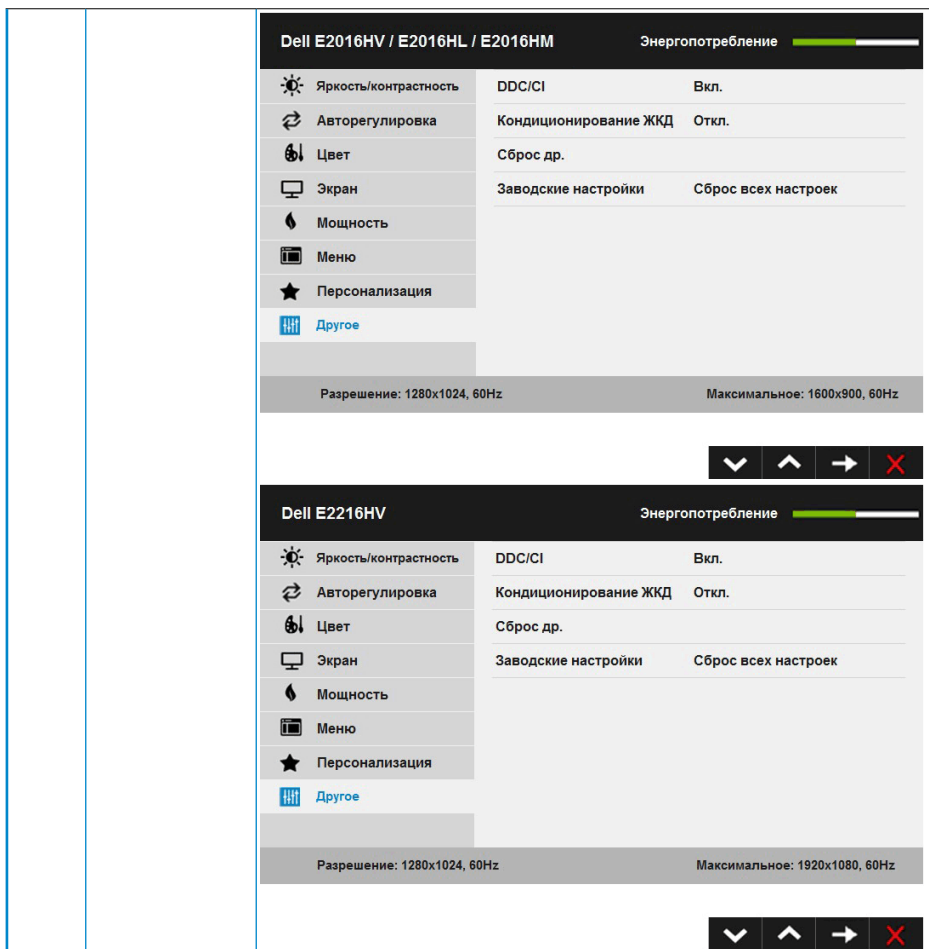 Dell E2016HV / E2016HL / E2016HM Энергопотребление
Яркость/контрастность DDC/CI Вкл.
Авторегулировка Кондиционирование ЖКД Откл.
Цвет Сброс др.
Экран Заводские настройки Сброс всех настроек
Мощность
Меню
Персонализация
Другое
Разрешение: 1280x1024, 60Hz Максимальное: 1600x900, 60Hz
Dell E2216HV Энергопотребление
Яркость/контрастность DDC/CI Вкл.
Авторегулировка Кондиционирование ЖКД Откл.
Цвет Сброс др.
Экран Заводские настройки Сброс всех настроек
Мощность
Меню
Персонализация
Другое
Разрешение: 1280x1024, 60Hz Максимальное: 1920x1080, 60Hz